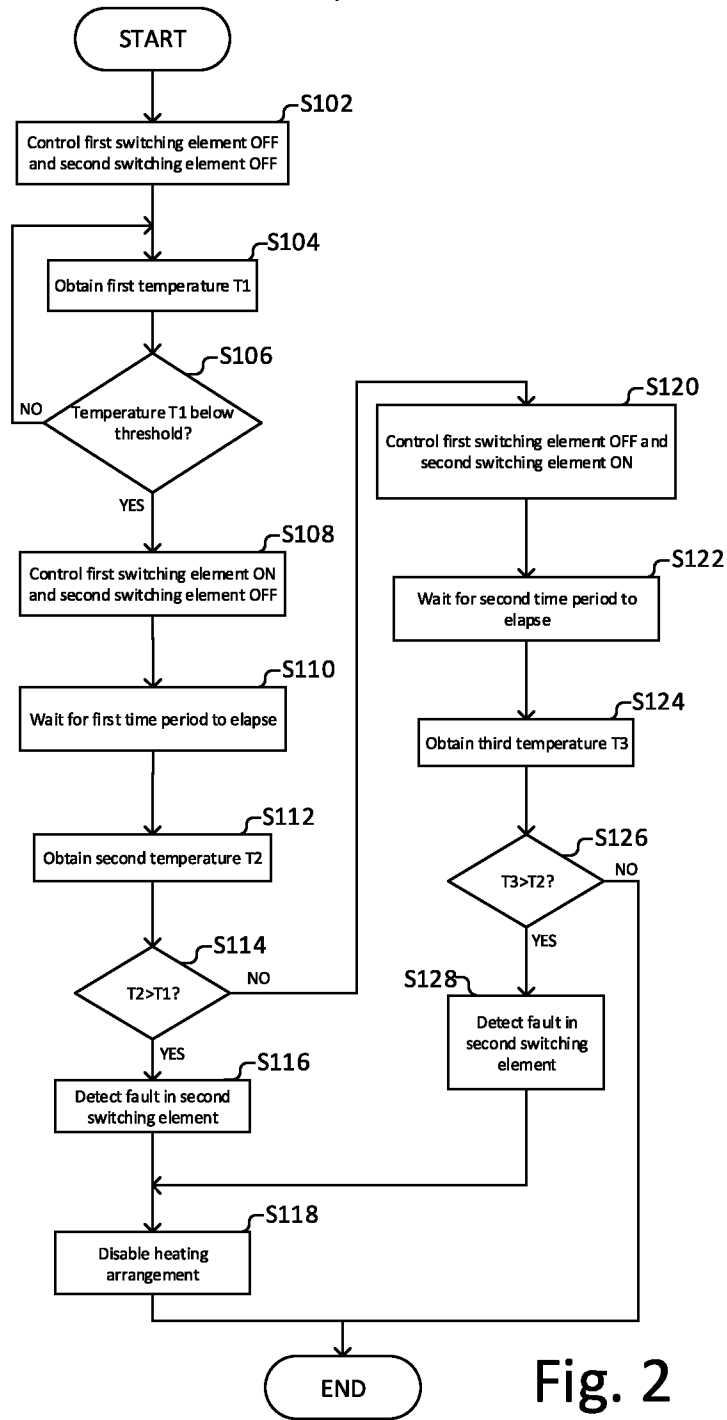 START
S102
Control first switching element OFF
and second switching element OFF
S104
Obtain first temperature T1
S106
Temperature T1 below
threshold?
NO
YES
S108
Control first switching element ON
and second switching element OFF
S110
Wait for first time period to elapse
S112
Obtain second temperature T2
S114
T2>T1?
NO
YES
S116
Detect fault in second
switching element
S118
Disable heating
arrangement
S120
Control first switching element OFF and
second switching element ON
S122
Wait for second time period to
elapse
S124
Obtain third temperature T3
S126
T3>T2?
NO
YES
S128
Detect fault in
second switching
element
END
Fig. 2